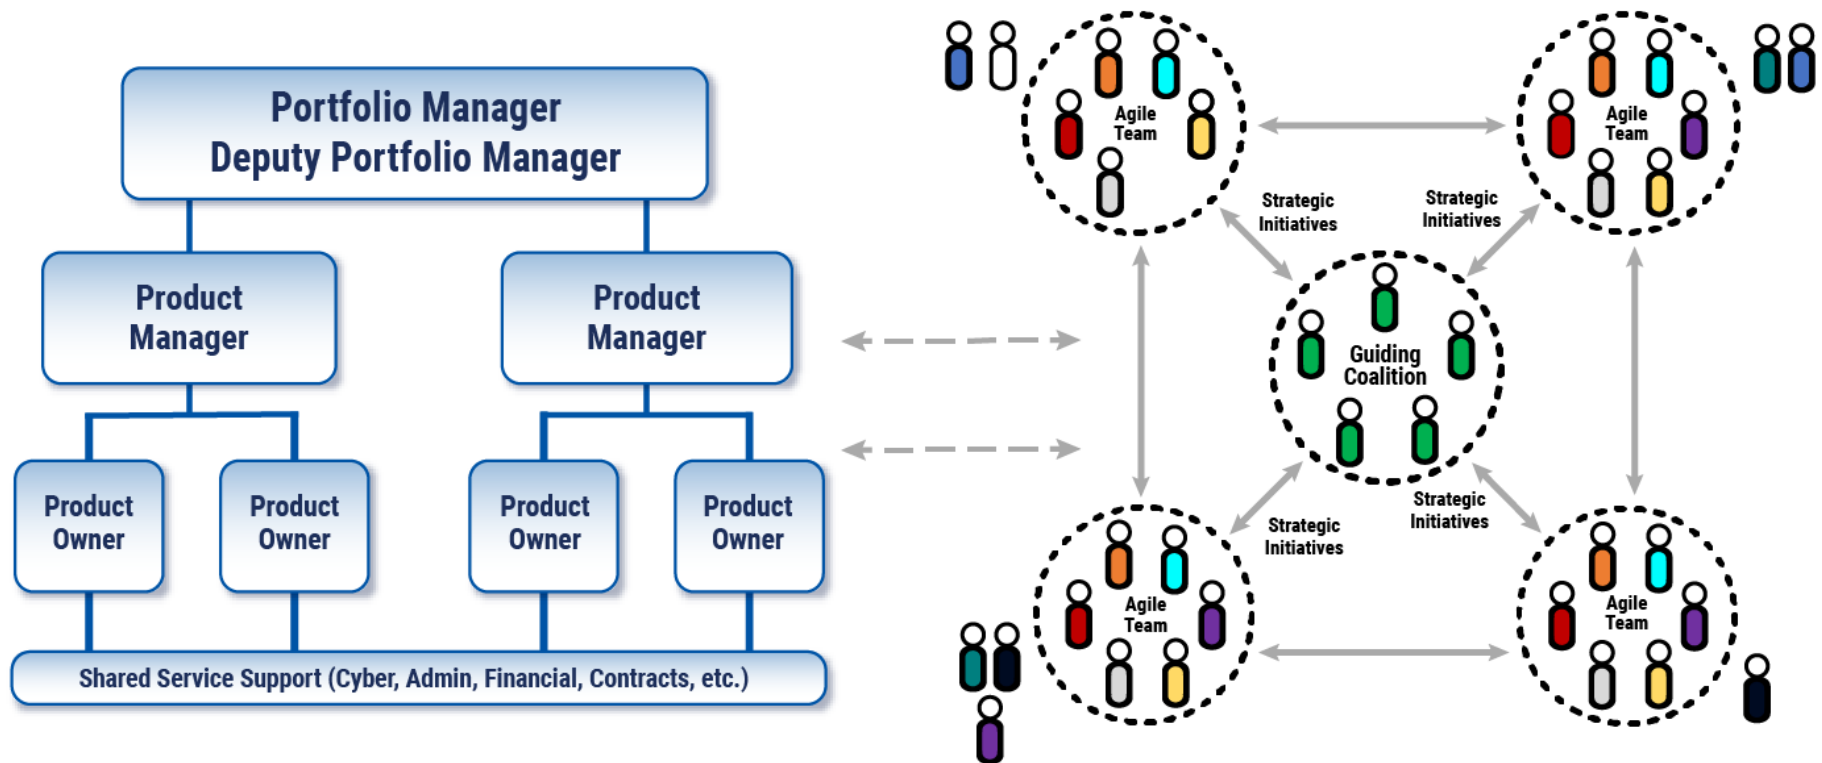 Portfolio Manager
Deputy Portfolio Manager
Product
Manager
Product
Manager
Product
Owner
Product
Owner
Product
Owner
Product
Owner
Shared Service Support (Cyber, Admin, Financial, Contracts, etc.)
Agile
Team
Agile
Team
Strategic
Initiatives
Strategic
Initiatives
Guiding
Coalition
Strategic
Initiatives
Strategic
Initiatives
Agile
Team
Agile
Team